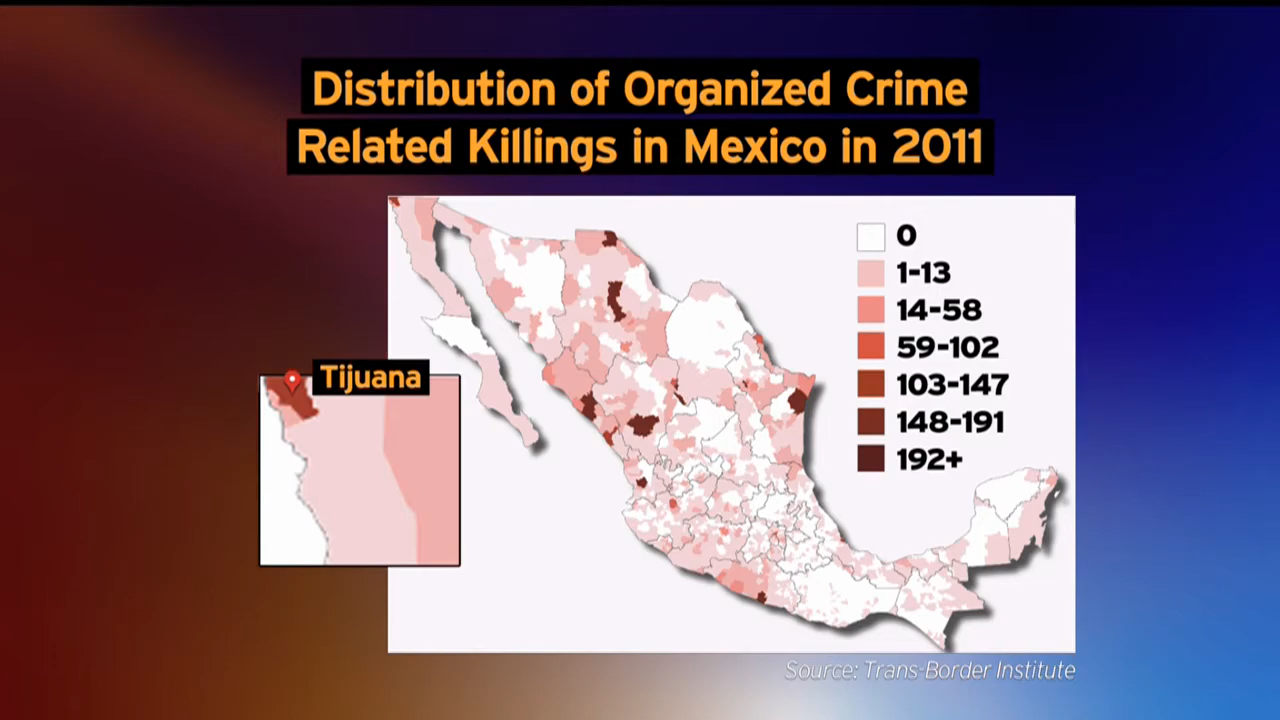 Distribution of Organized Crime
Related Killings in Mexico in 2011
0
1-13
14-58
59-102
103-147
148-191
192+
Tijuana
Source: Trans-Border Institute